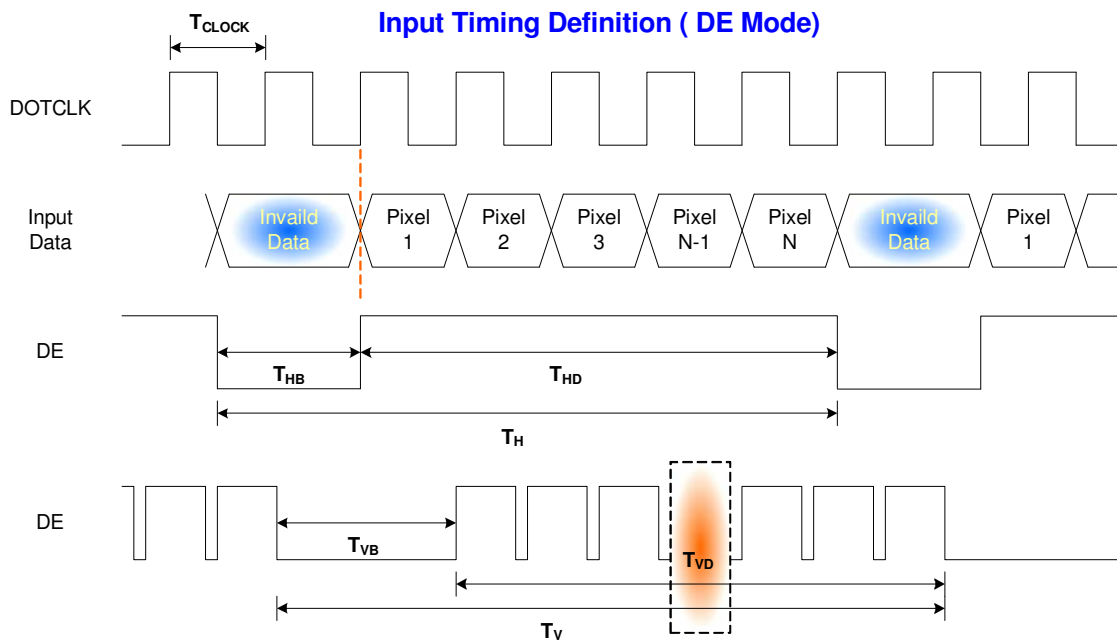 Input Timing Definition ( DE Mode)
TCLOCK
DOTCLK
Input
Data
Invaild
Data
Pixel
1
Pixel
2
Pixel
3
Pixel
N-1
Pixel
N
Invaild
Data
Pixel
1
DE
THB
THD
TH
DE
TVB
TVD
TV